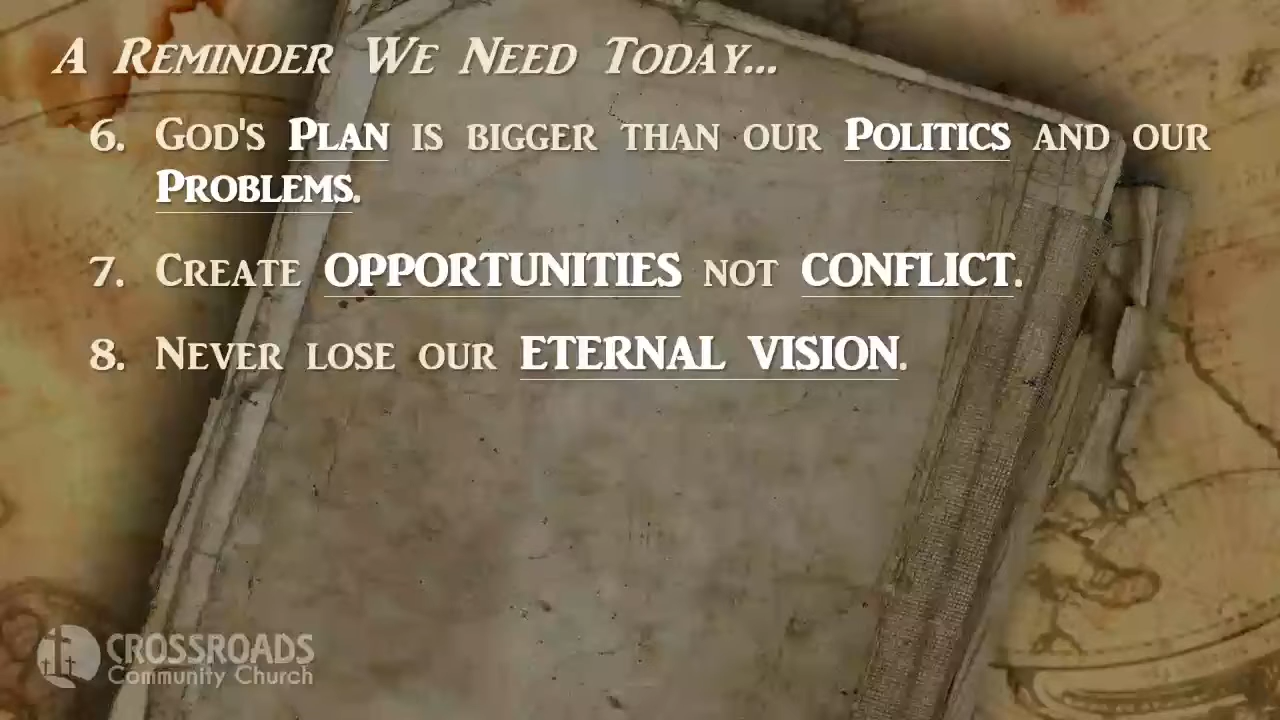 A Reminder We Need Today...
6. God's Plan is bigger than our Politics and our
Problems.
7. Create OPPORTUNITIES not CONFLICT.
8. Never lose our ETERNAL VISION.
CROSSROADS
Community Church